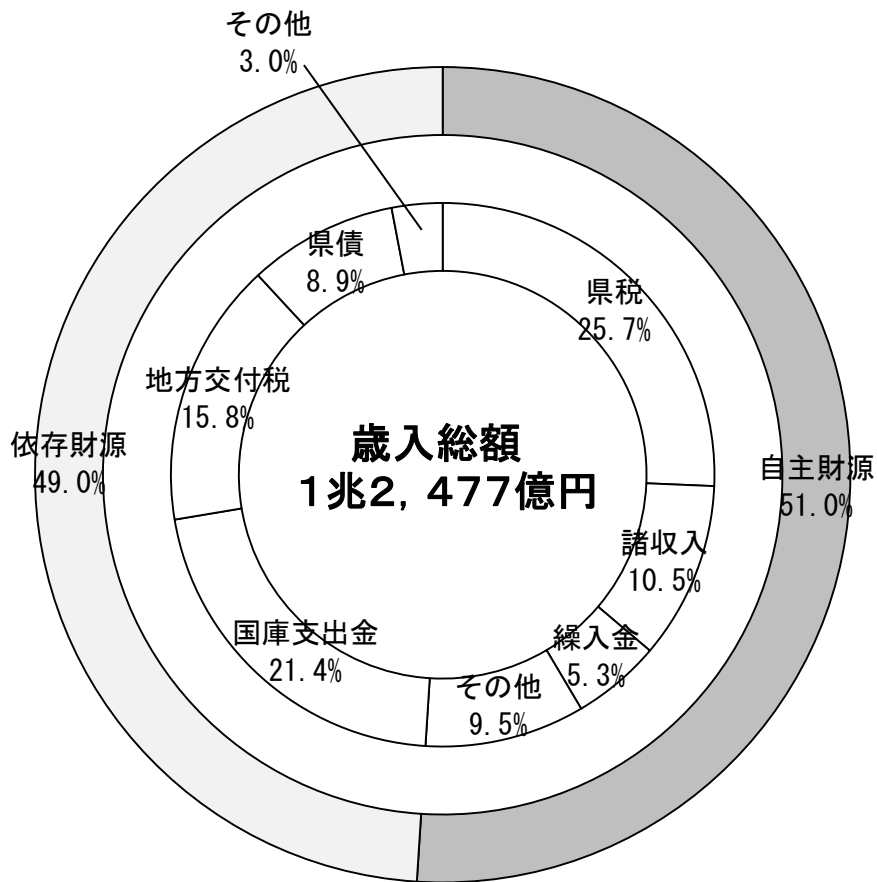 その他
3.0%
県債
8.9%
県税
25.7%
地方交付税
15.8%
依存財源
49.0%
歳入総額
1兆2,477億円
自主財源
51.0%
諸収入
10.5%
国庫支出金
21.4%
繰入金
5.3%
その他
9.5%